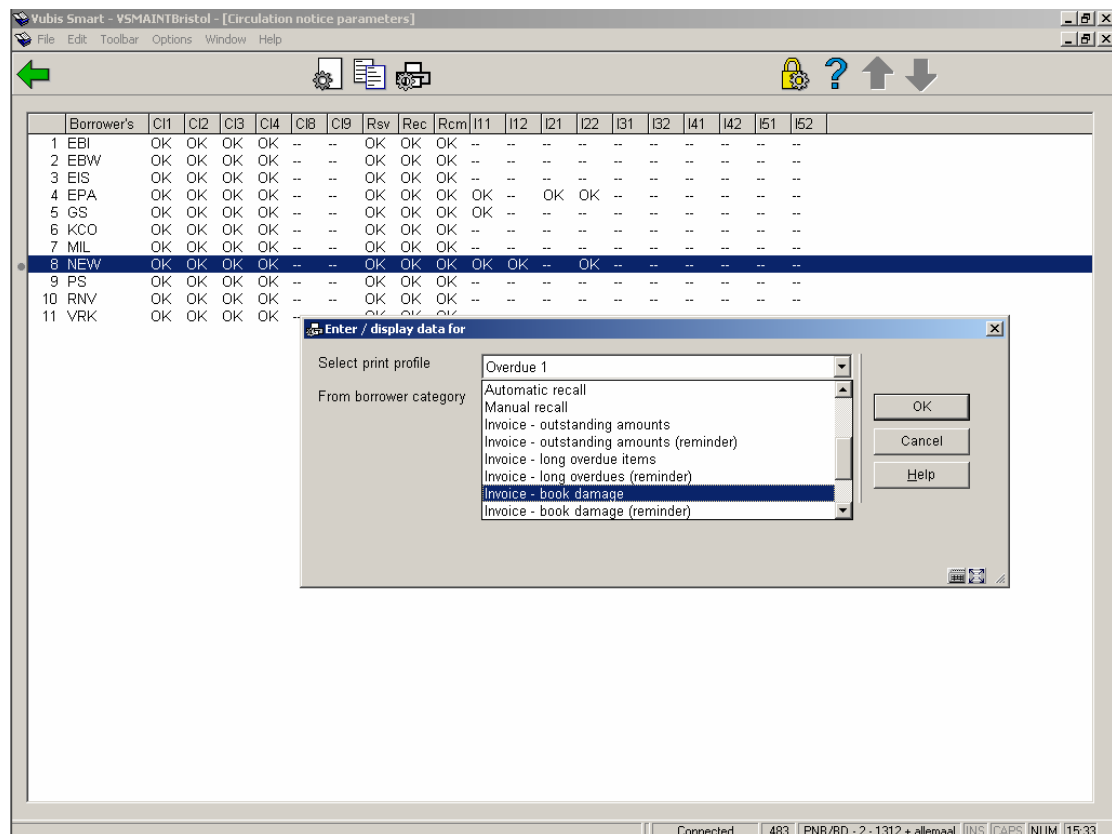 Vubis Smart - VSMAINTBristol - [Circulation notice parameters]
File Edit Toolbar Options Window Help
Borrower's CI1 CI2 CI3 CI4 CI8 CI9 Rsv Rec Rcm I11 I12 I21 I22 I31 I32 I41 I42 I51 I52
1 EBI OK OK OK OK -- -- OK OK OK -- -- -- -- -- -- -- -- -- --
2 EBW OK OK OK OK -- -- OK OK OK -- -- -- -- -- -- -- -- -- --
3 EIS OK OK OK OK -- -- OK OK OK -- -- -- -- -- -- -- -- -- --
4 EPA OK OK OK OK -- -- OK OK OK OK -- OK OK -- -- -- -- -- --
5 GS OK OK OK OK -- -- OK OK OK OK -- -- -- -- -- -- -- -- --
6 KCO OK OK OK OK -- -- OK OK OK -- -- -- -- -- -- -- -- -- --
7 MIL OK OK OK OK -- -- OK OK OK -- -- -- -- -- -- -- -- -- --
8 NEW OK OK OK OK -- -- OK OK OK OK OK -- OK -- -- -- -- -- --
9 PS OK OK OK OK -- -- OK OK OK -- -- -- -- -- -- -- -- -- --
10 RNV OK OK OK OK -- -- OK OK OK -- -- -- -- -- -- -- -- -- --
11 VRK OK OK OK OK -- OK OK OK
Enter / display data for
Select print profile Overdue 1
From borrower category
Automatic recall
Manual recall
Invoice - outstanding amounts
Invoice - outstanding amounts (reminder)
Invoice - long overdue items
Invoice - long overdues (reminder)
Invoice - book damage
Invoice - book damage (reminder)
OK
Cancel
Help
Connected 483 PNB/BD - 2 - 1312 + allemaal INS CAPS NUM 15:33